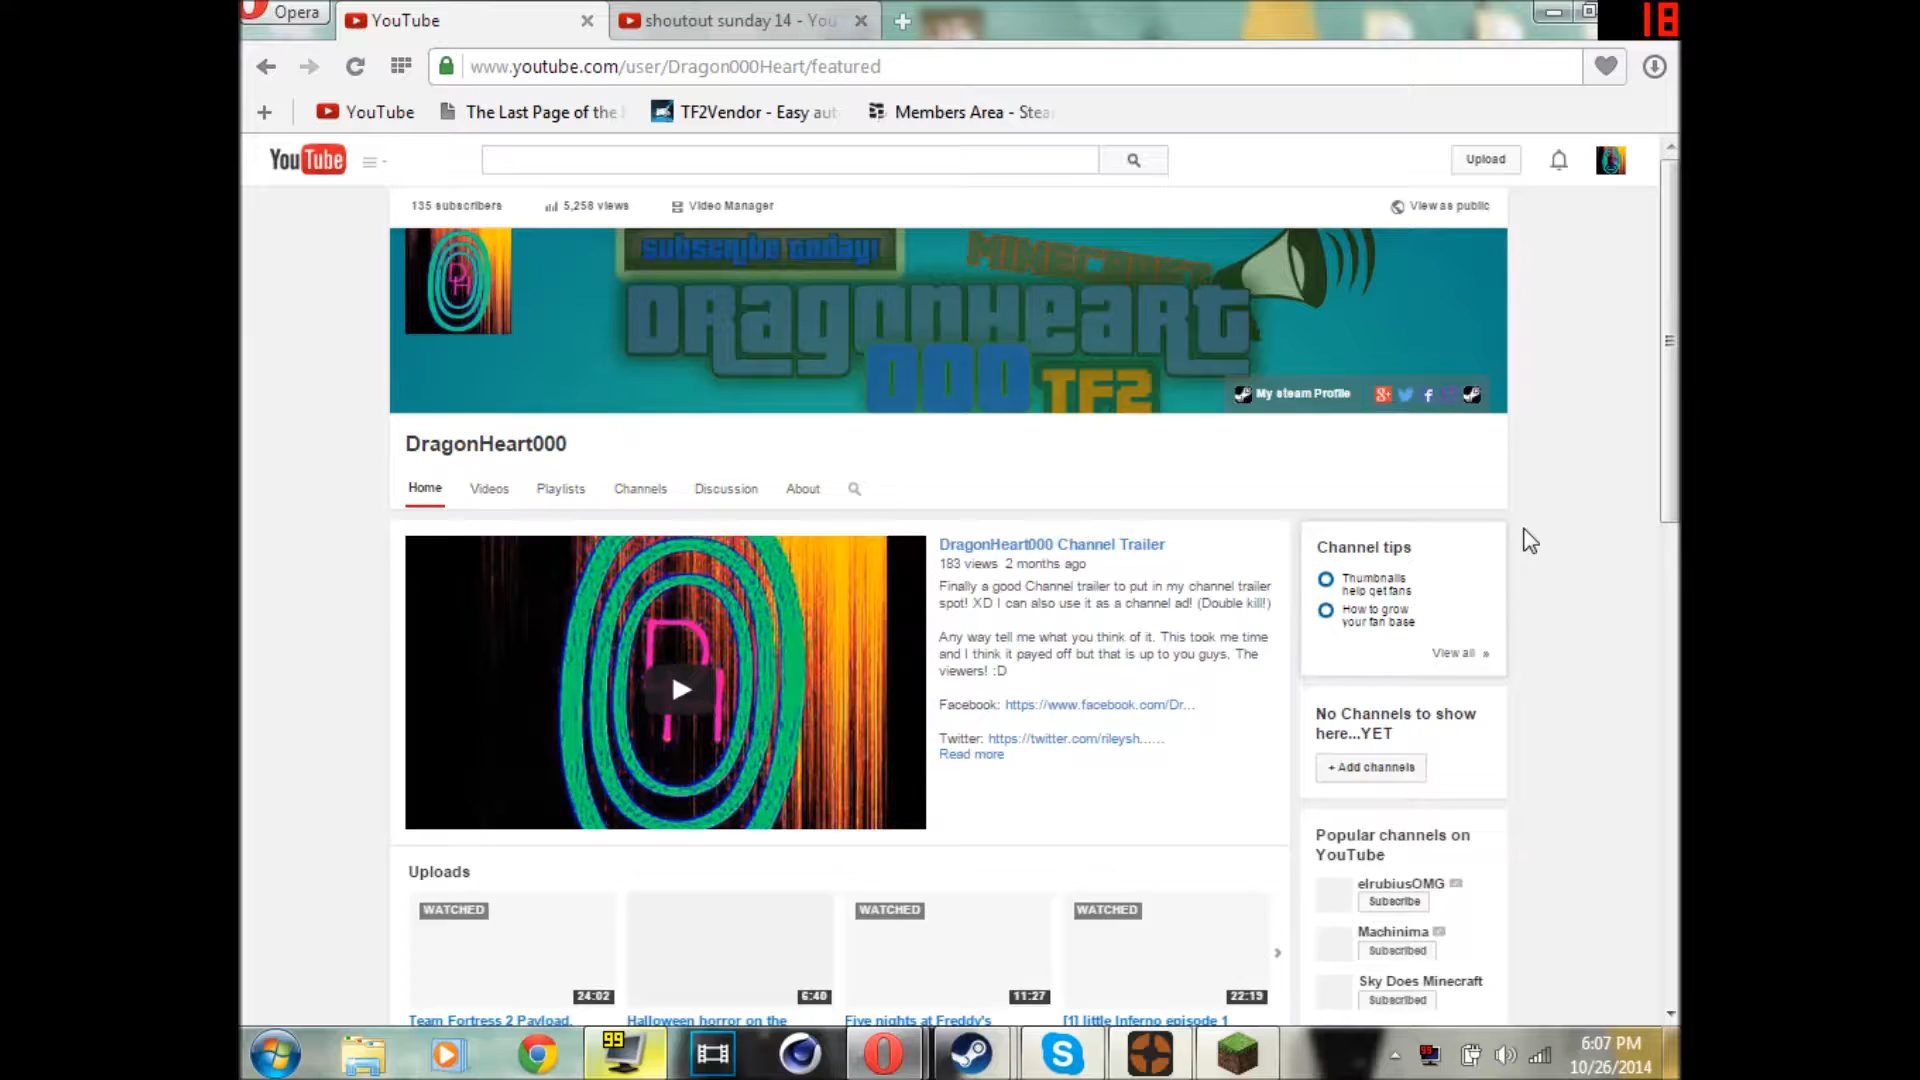 Opera
YouTube
shoutout sunday 14 - You
18
www.youtube.com/user/Dragon000Heart/featured
YouTube
The Last Page of the
TF2Vendor - Easy aut
Members Area - Stea
YouTube
Upload
135 subscribers
5,258 views
Video Manager
View as public
subscribe today!
MINECRAFT
DRagonHeaRt
000
TF2
My steam Profile
DragonHeart000
Home
Videos
Playlists
Channels
Discussion
About
DragonHeart000 Channel Trailer
183 views 2 months ago
Finally a good Channel trailer to put in my channel trailer
spot! XD I can also use it as a channel ad! (Double kill!)
Any way tell me what you think of it. This took me time
and I think it payed off but that is up to you guys, The
viewers! :D
Facebook: https://www.facebook.com/Dr...
Twitter: https://twitter.com/rileysh......
Read more
Channel tips
Thumbnails
help get fans
How to grow
your fan base
View all »
No Channels to show
here...YET
+ Add channels
Popular channels on
YouTube
elrubiusOMG
Subscribe
Machinima
Subscribed
Sky Does Minecraft
Subscribed
Uploads
WATCHED
WATCHED
WATCHED
24:02
6:40
11:27
22:19
Team Fortress 2 Payload,
Halloween horror on the
Five nights at Freddy's
[1] little Inferno episode 1
99
6:07 PM
10/26/2014